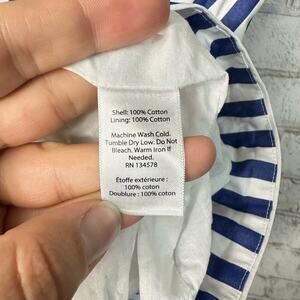 Shell: 100% Cotton
Lining: 100% Cotton
Machine Wash Cold.
Tumble Dry Low. Do Not
Bleach. Warm Iron if
Needed.
RN 134578
Étoffe extérieure :
100% coton
Doublure : 100% coton